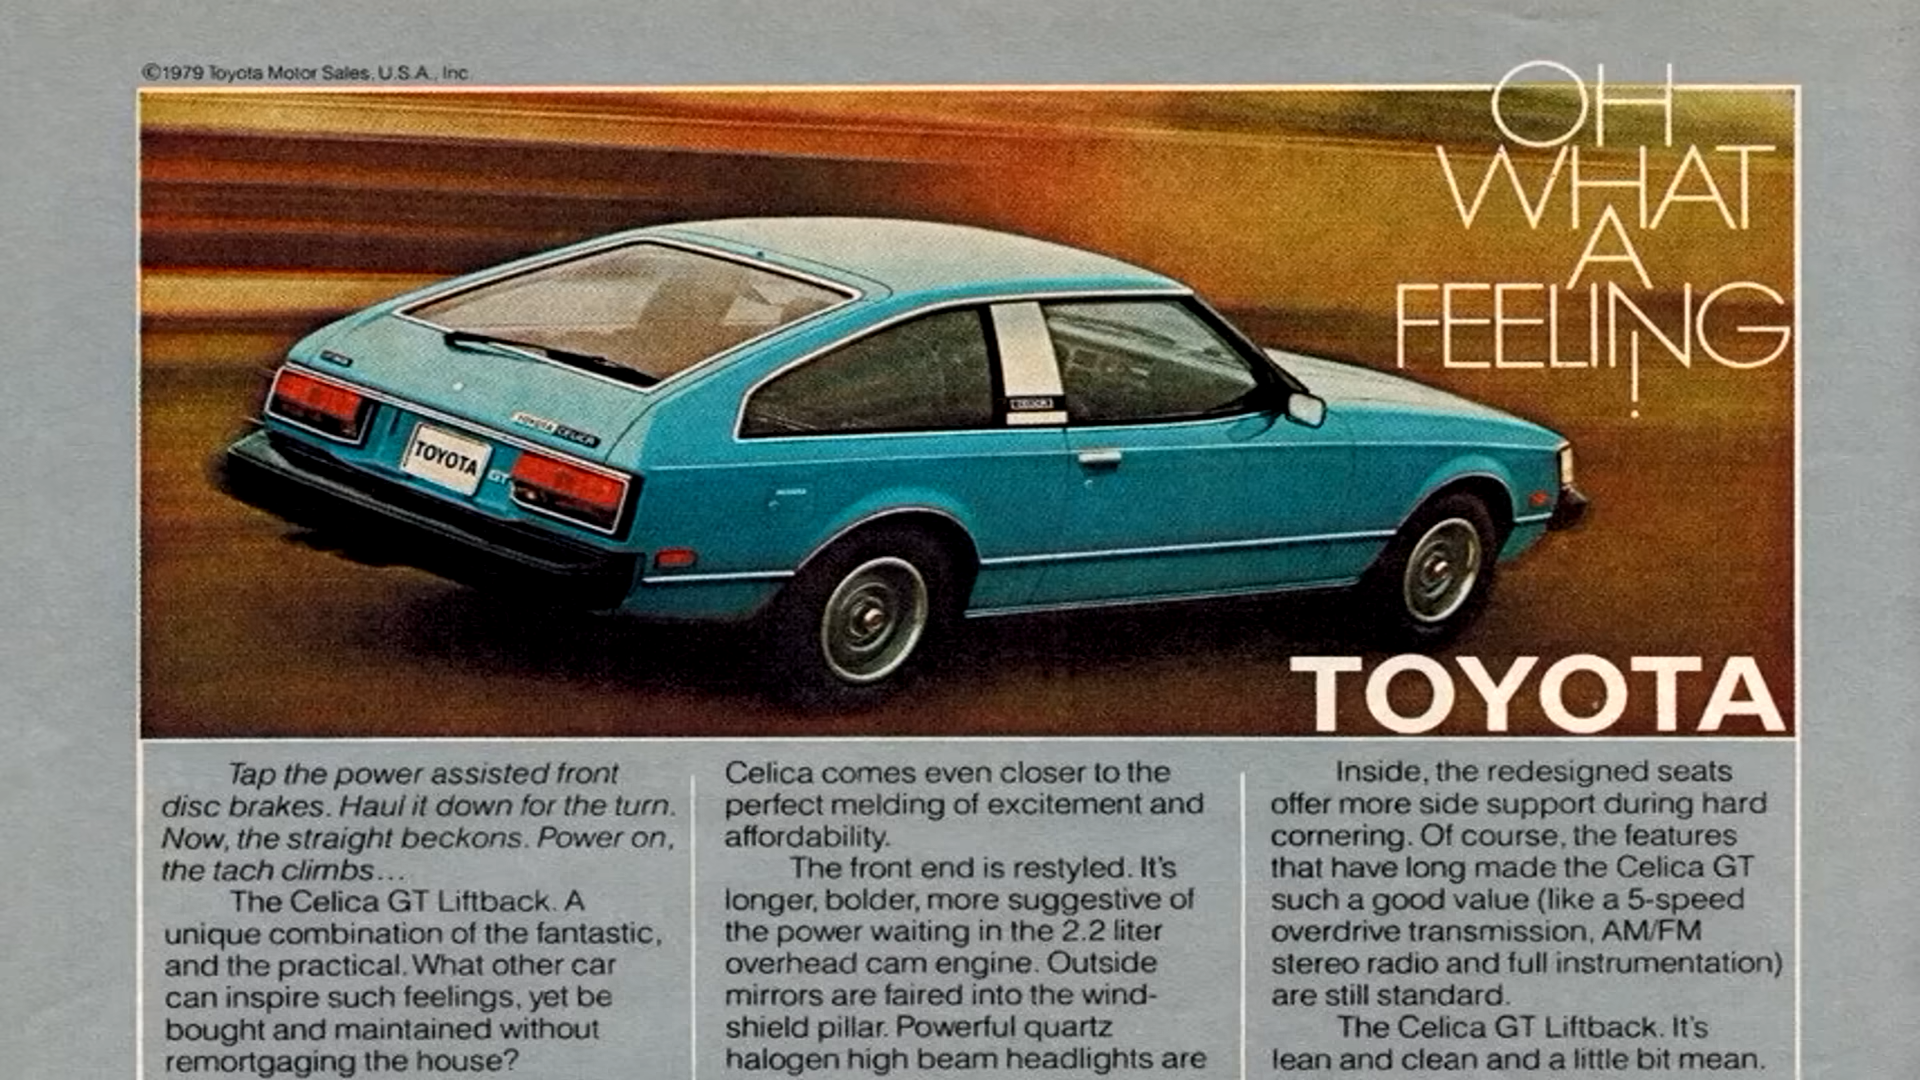 ©1979 Toyota Motor Sales, U.S.A., Inc.
OH
WHAT
A
FEELING
!
TOYOTA CELICA
TOYOTA
GT
TOYOTA
Tap the power assisted front
disc brakes. Haul it down for the turn.
Now, the straight beckons. Power on,
the tach climbs...
The Celica GT Liftback. A
unique combination of the fantastic,
and the practical. What other car
can inspire such feelings, yet be
bought and maintained without
remortgaging the house?
Celica comes even closer to the
perfect melding of excitement and
affordability.
The front end is restyled. It's
longer, bolder, more suggestive of
the power waiting in the 2.2 liter
overhead cam engine. Outside
mirrors are faired into the wind-
shield pillar. Powerful quartz
halogen high beam headlights are
Inside, the redesigned seats
offer more side support during hard
cornering. Of course, the features
that have long made the Celica GT
such a good value (like a 5-speed
overdrive transmission, AM/FM
stereo radio and full instrumentation)
are still standard.
The Celica GT Liftback. It's
lean and clean and a little bit mean.